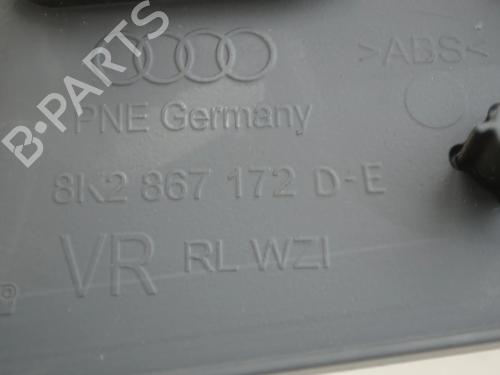 B-PARTS
>ABS<
PNE Germany
8K2 867 172 D-E
VR RL WZI